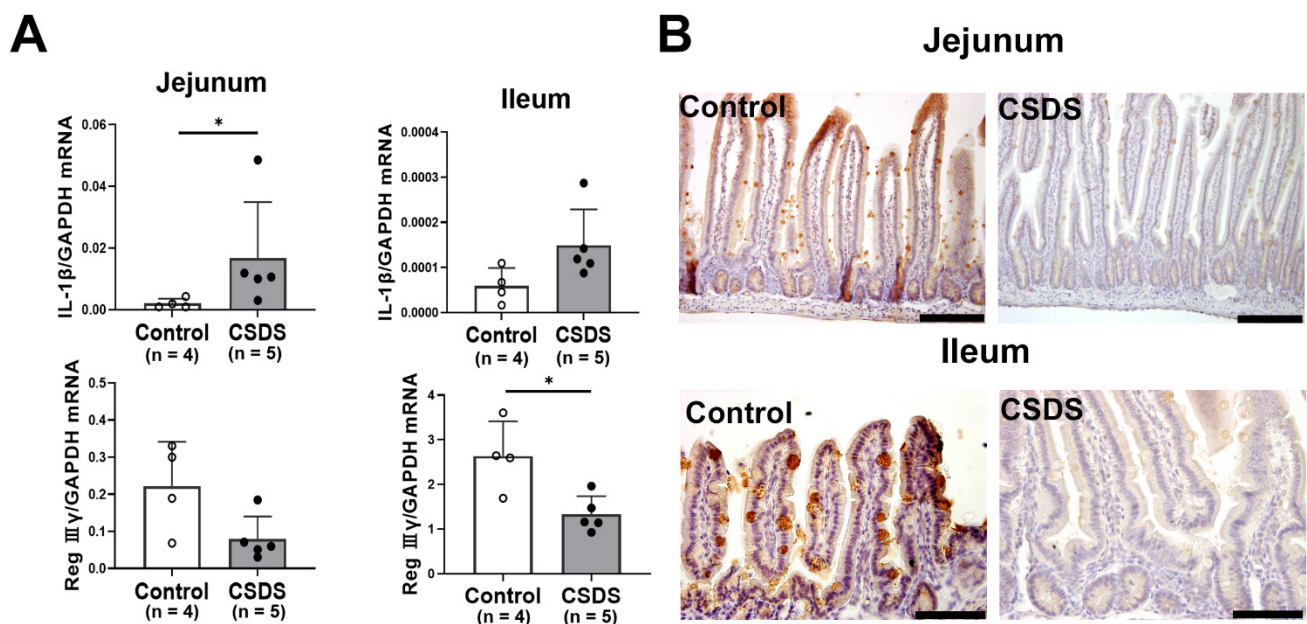 A
Jejunum
IL-1β/GAPDH mRNA
0.06
0.04
0.02
0.00
*
Control
(n = 4)
CSDS
(n = 5)
Ileum
IL-1β/GAPDH mRNA
0.0004
0.0003
0.0002
0.0001
0.0000
Control
(n = 4)
CSDS
(n = 5)
Reg Ⅲγ/GAPDH mRNA
0.5
0.4
0.3
0.2
0.1
0.0
Control
(n = 4)
CSDS
(n = 5)
Reg Ⅲγ/GAPDH mRNA
4
3
2
1
0
*
Control
(n = 4)
CSDS
(n = 5)
B
Jejunum
Control
CSDS
Ileum
Control
CSDS